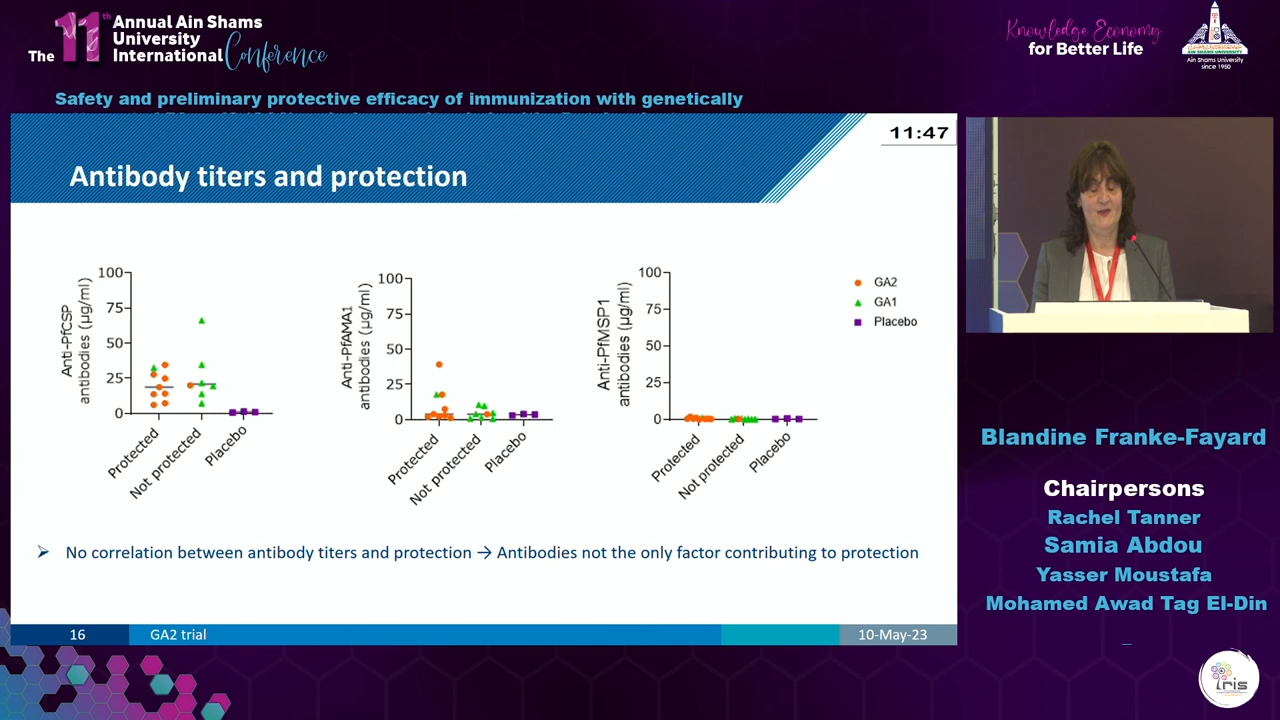 The 11th Annual Ain Shams
University
International Conference
Knowledge Economy
for Better Life
AIN SHAMS UNIVERSITY
Ain Shams University
since 1950
Safety and preliminary protective efficacy of immunization with genetically
11:47
Antibody titers and protection
Anti-PfCSP
antibodies (µg/ml)
100
75
50
25
0
Protected
Not protected
Placebo
Anti-PfAMA1
antibodies (µg/ml)
100
75
50
25
0
Protected
Not protected
Placebo
Anti-PfMSP1
antibodies (µg/ml)
100
75
50
25
0
Protected
Not protected
Placebo
GA2
GA1
Placebo
➢ No correlation between antibody titers and protection → Antibodies not the only factor contributing to protection
16
GA2 trial
10-May-23
Blandine Franke-Fayard
Chairpersons
Rachel Tanner
Samia Abdou
Yasser Moustafa
Mohamed Awad Tag El-Din
iris